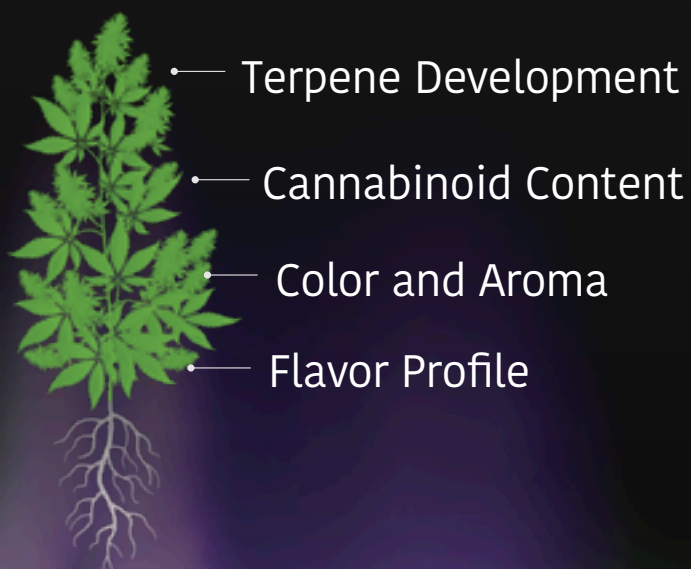 Terpene Development
Cannabinoid Content
Color and Aroma
Flavor Profile